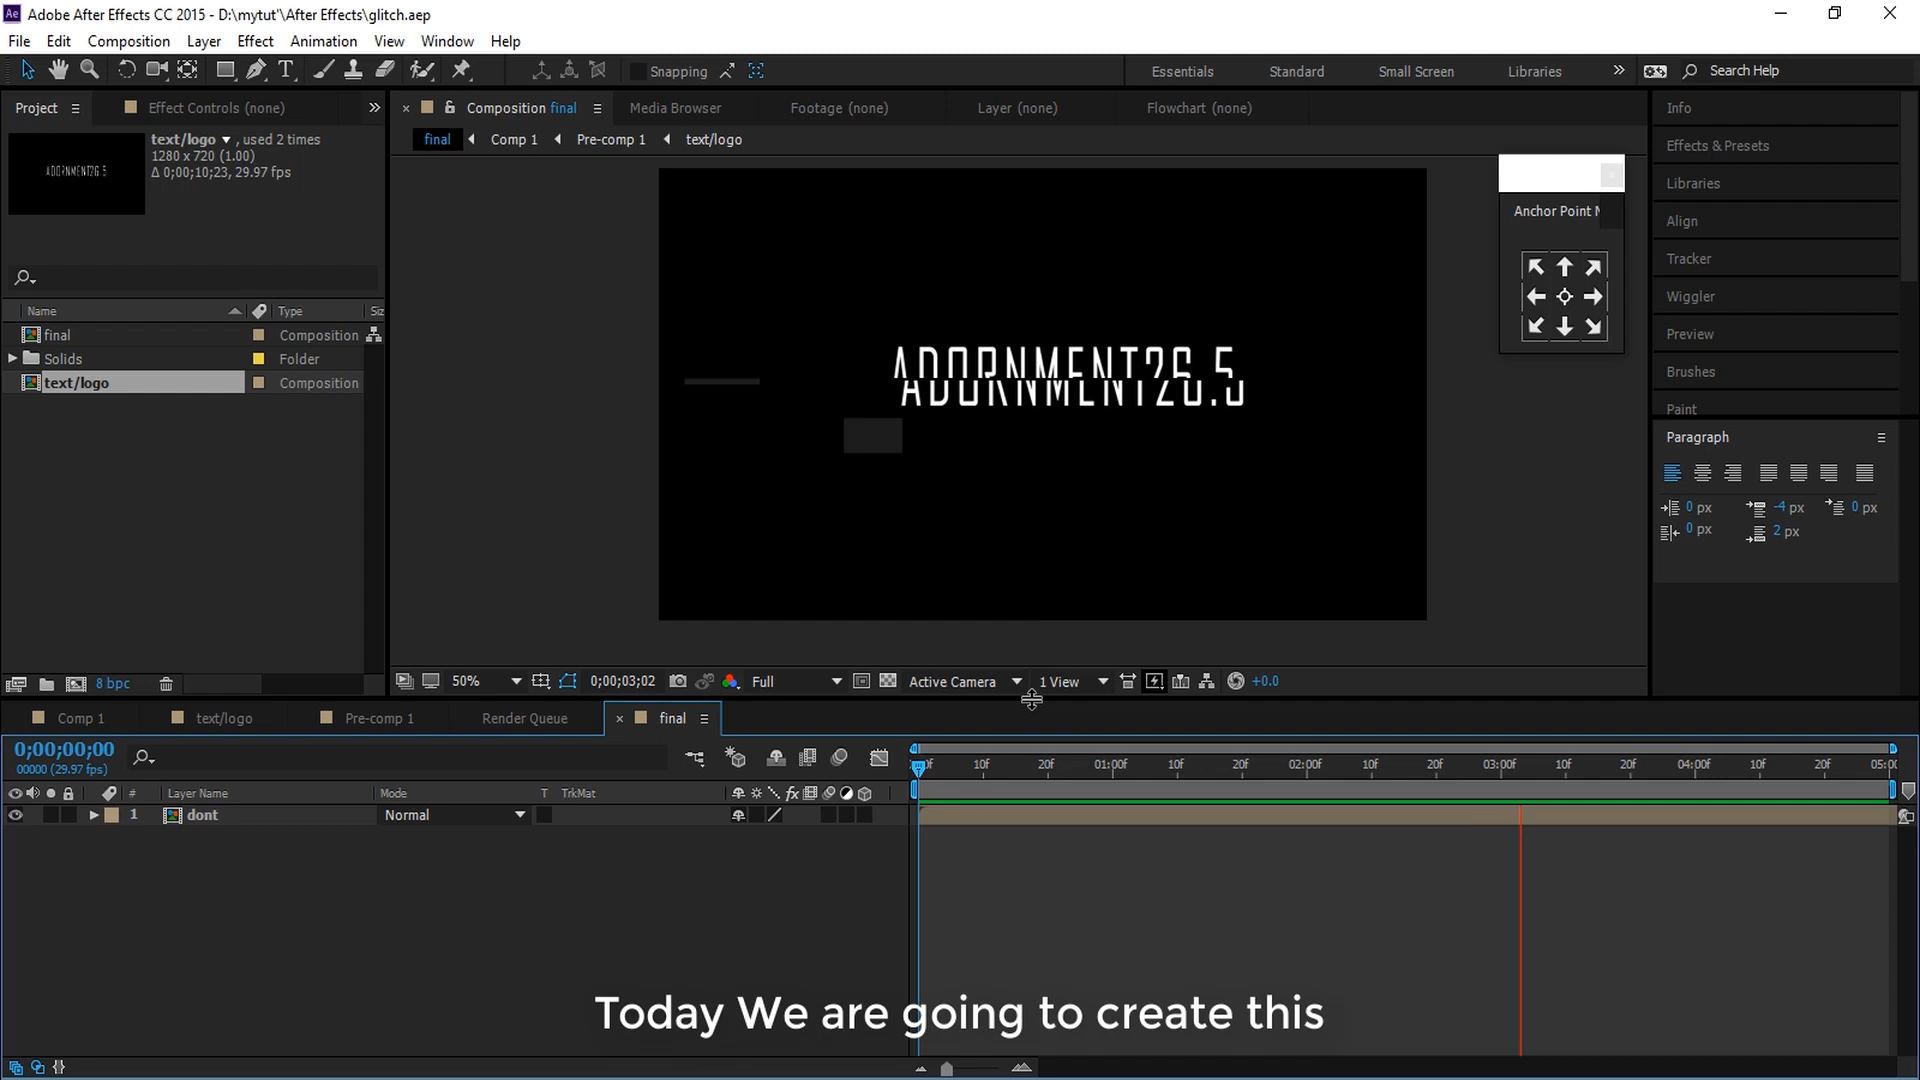 Adobe After Effects CC 2015 - D:\mytut'\After Effects\glitch.aep
File Edit Composition Layer Effect Animation View Window Help
Snapping Essentials Standard Small Screen Libraries Search Help
Project Effect Controls (none) Composition final Media Browser Footage (none) Layer (none) Flowchart (none)
text/logo , used 2 times
1280 x 720 (1.00)
Δ 0;00;10;23, 29.97 fps
final Comp 1 Pre-comp 1 text/logo
ADORNMENT26.5
ADORNMENT26.5
Anchor Point
Info
Effects & Presets
Libraries
Align
Tracker
Wiggler
Preview
Brushes
Paint
Name Type Siz
final Composition
Solids Folder
text/logo Composition
Paragraph
0 px -4 px 0 px
0 px 2 px
8 bpc
50% 0;00;03;02 Full Active Camera 1 View +0.0
Comp 1 text/logo Pre-comp 1 Render Queue final
0;00;00;00
00000 (29.97 fps)
10f 20f 01:00f 10f 20f 02:00f 10f 20f 03:00f 10f 20f 04:00f 10f 20f 05:00
# Layer Name Mode T TrkMat fx
1 dont Normal
Today We are going to create this